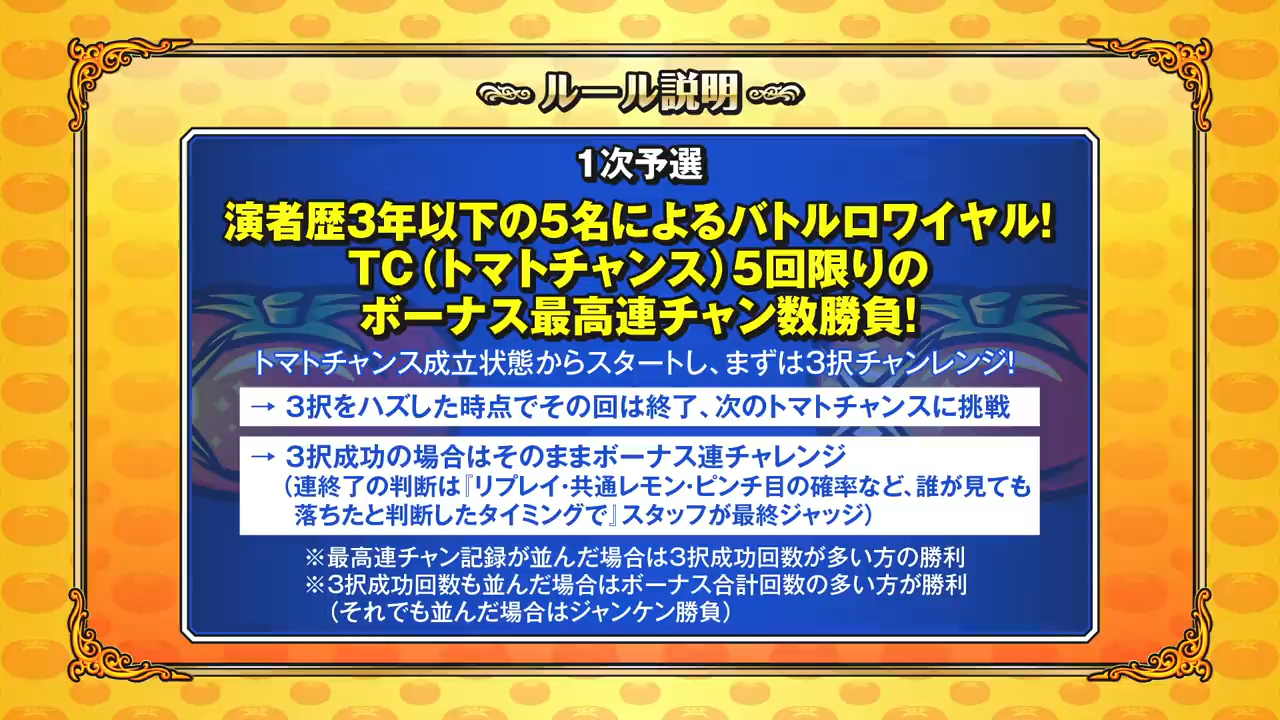 ルール説明
1次予選
演者歴3年以下の5名によるバトルロワイヤル!
TC(トマトチャンス)5回限りの
ボーナス最高連チャン数勝負!
トマトチャンス成立状態からスタートし、まずは3択チャンレンジ!
→ 3択をハズした時点でその回は終了、次のトマトチャンスに挑戦
→ 3択成功の場合はそのままボーナス連チャレンジ
(連終了の判断は『リプレイ・共通レモン・ピンチ目の確率など、誰が見ても
落ちたと判断したタイミングで』スタッフが最終ジャッジ)
※最高連チャン記録が並んだ場合は3択成功回数が多い方の勝利
※3択成功回数も並んだ場合はボーナス合計回数の多い方が勝利
(それでも並んだ場合はジャンケン勝負)